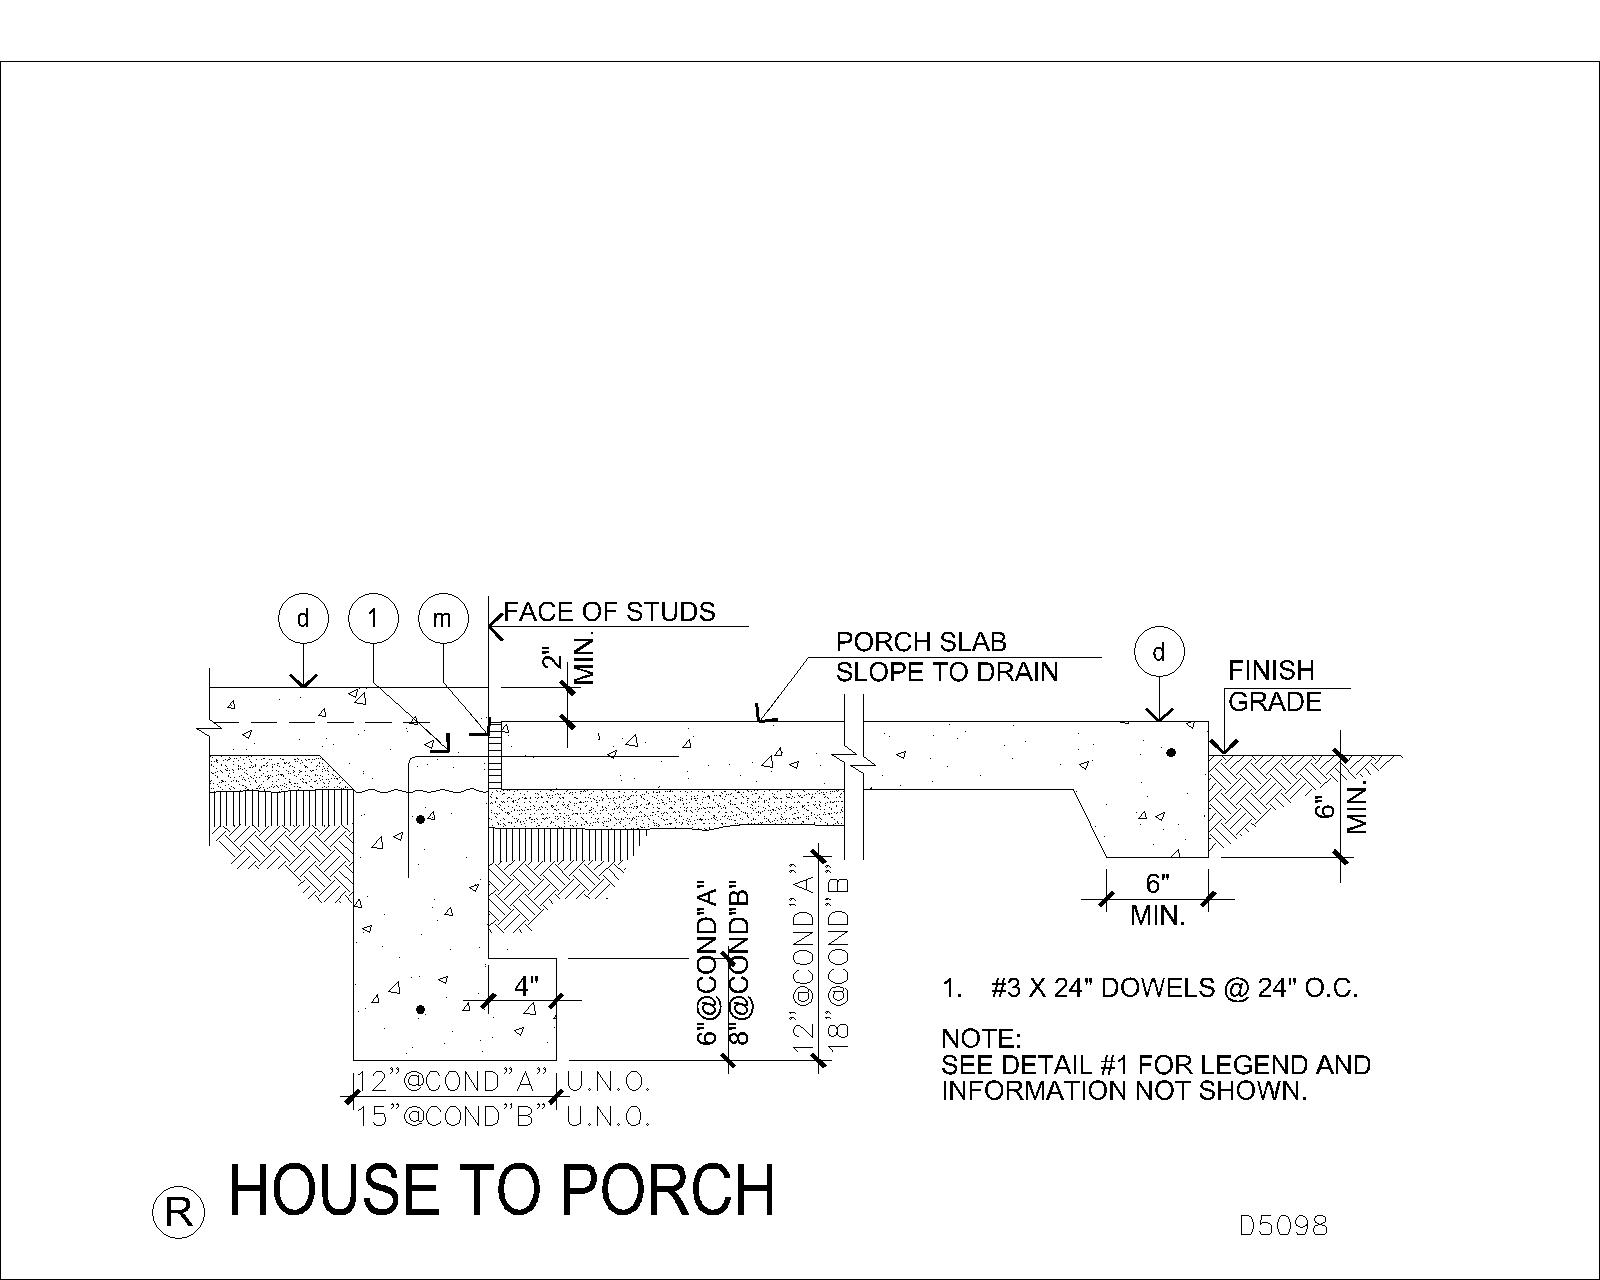 d
1
m
FACE OF STUDS
2"
MIN.
PORCH SLAB
SLOPE TO DRAIN
d
FINISH
GRADE
6"
MIN.
6"
MIN.
4"
6"@COND"A"
8"@COND"B"
12"@COND"A"
18"@COND"B"
12"@COND"A" U.N.O.
15"@COND"B" U.N.O.
1. #3 X 24" DOWELS @ 24" O.C.
NOTE:
SEE DETAIL #1 FOR LEGEND AND
INFORMATION NOT SHOWN.
R HOUSE TO PORCH
D5098